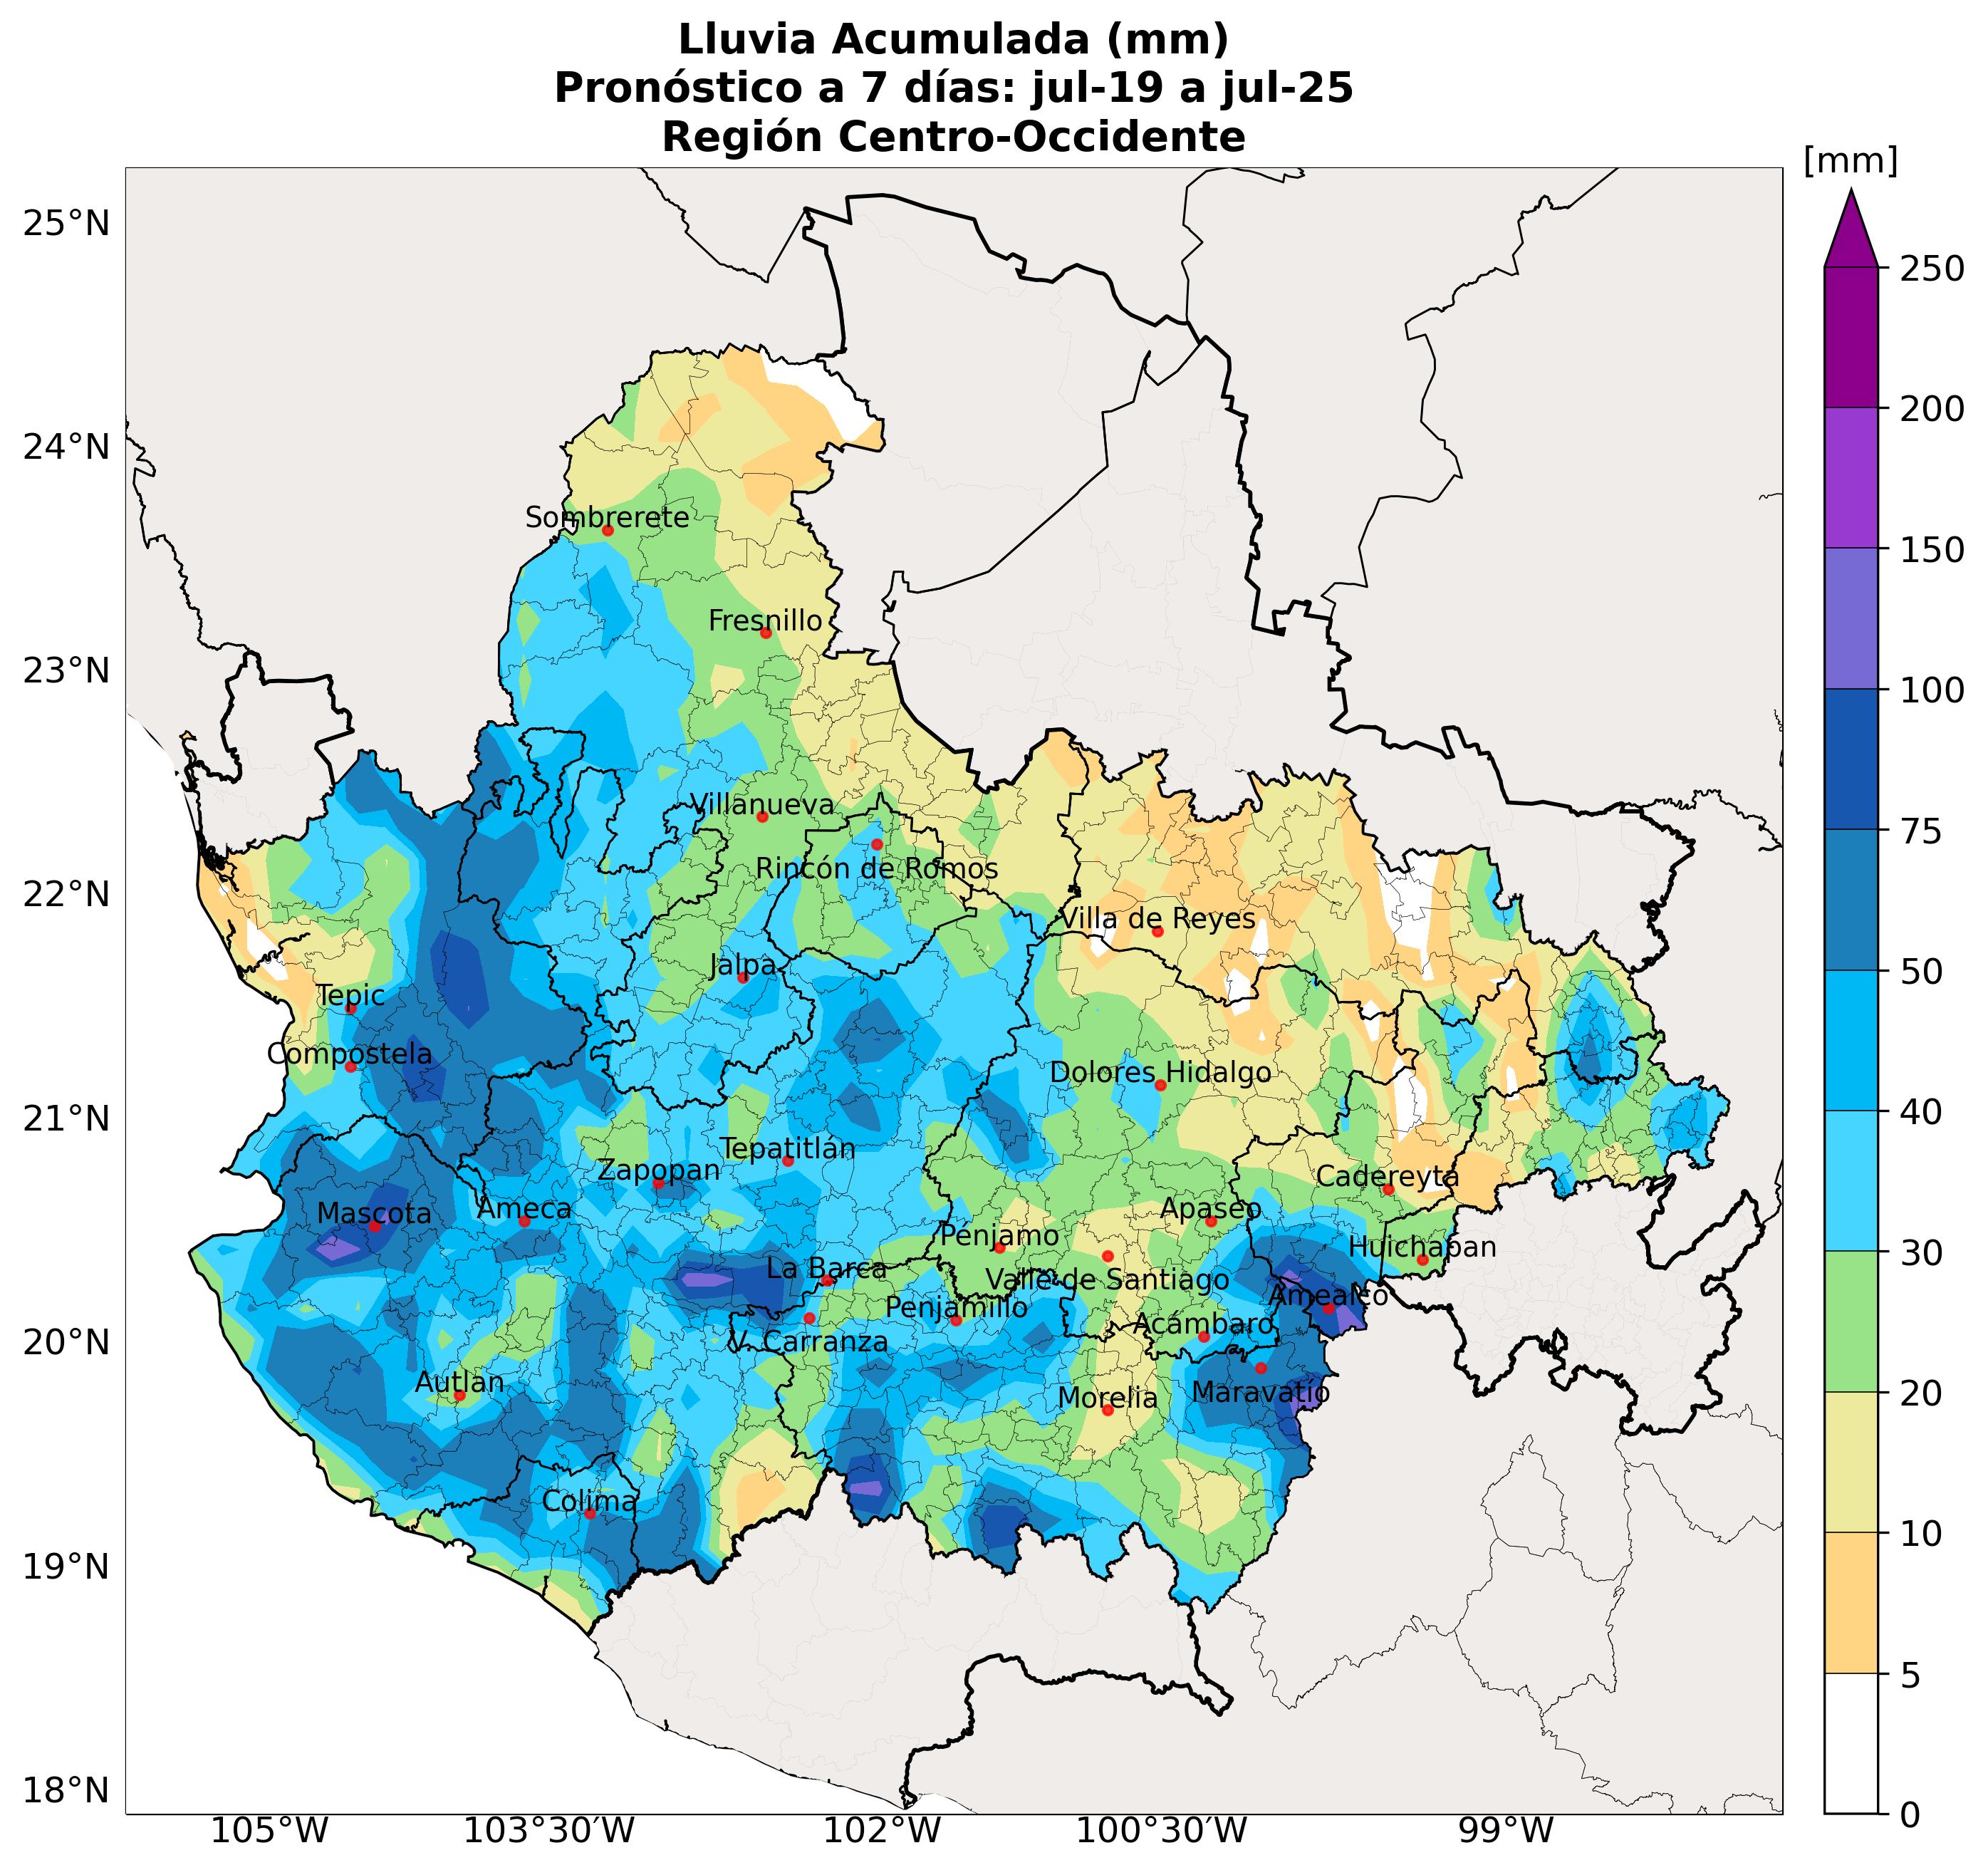 Lluvia Acumulada (mm)
Pronóstico a 7 días: jul-19 a jul-25
Región Centro-Occidente
[mm]
25°N
250
200
24°N
Sombrerete
150
Fresnillo
23°N
100
Villanueva
75
Rincón de Romos
22°N
Villa de Reyes
Jalpa
50
Tepic
Compostela
Dolores Hidalgo
21°N
40
Tepatitlán
Zapopan
Cadereyta
Mascota
Ameca
Apaseo
Penjamo
Huichapan
30
La Barca
Valle de Santiago
Amealco
Penjamillo
Acámbaro
20°N
V. Carranza
Autlan
Morelia
Maravatío
20
Colima
10
19°N
5
18°N
0
105°W
103°30'W
102°W
100°30'W
99°W